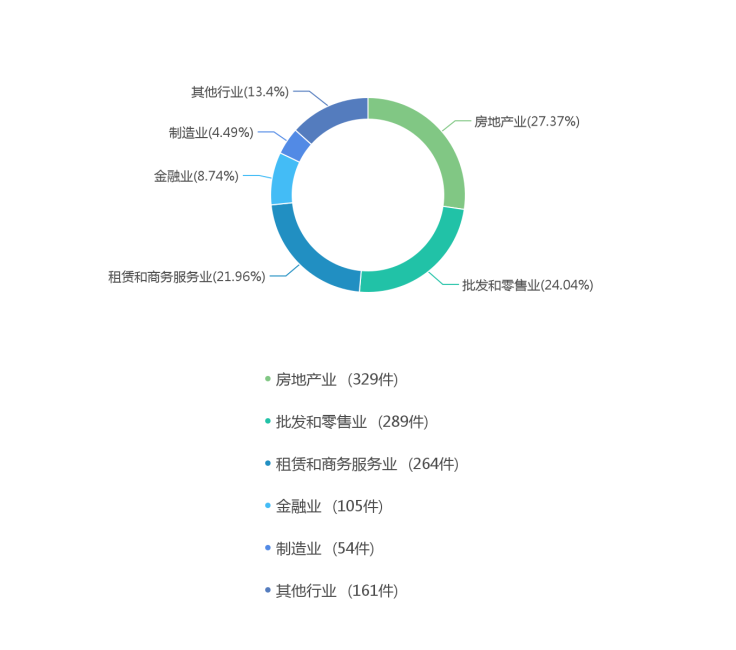 其他行业(13.4%)
房地产业(27.37%)
制造业(4.49%)
金融业(8.74%)
租赁和商务服务业(21.96%)
批发和零售业(24.04%)
房地产业 (329件)
批发和零售业 (289件)
租赁和商务服务业 (264件)
金融业 (105件)
制造业 (54件)
其他行业 (161件)